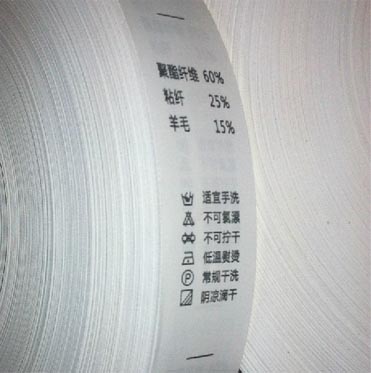 聚酯纤维 60%
粘纤 25%
羊毛 15%
适宜手洗
不可氯漂
不可拧干
低温熨烫
Ⓟ 常规干洗
阴凉滴干